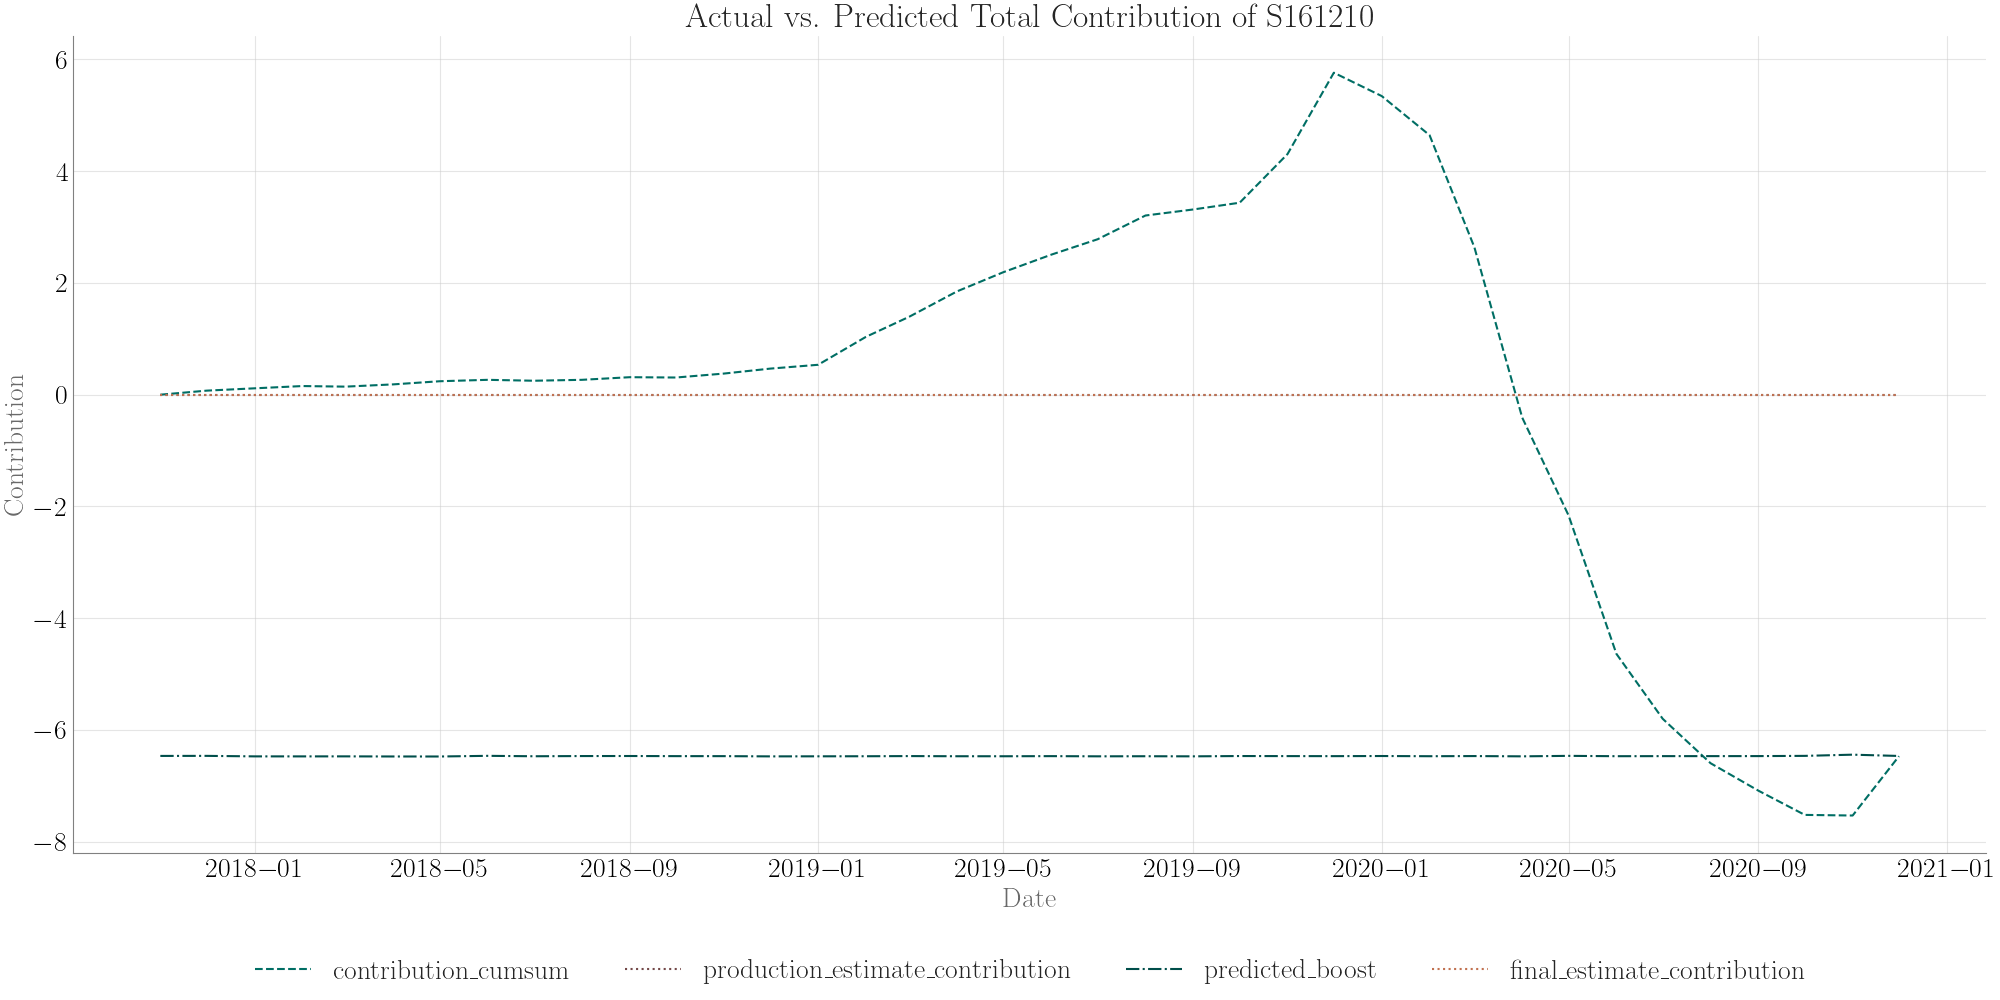 Actual vs. Predicted Total Contribution of S161210
6
4
2
0
−2
−4
−6
−8
Contribution
2018−01 2018−05 2018−09 2019−01 2019−05 2019−09 2020−01 2020−05 2020−09 2021−01
Date
contribution_cumsum production_estimate_contribution predicted_boost final_estimate_contribution